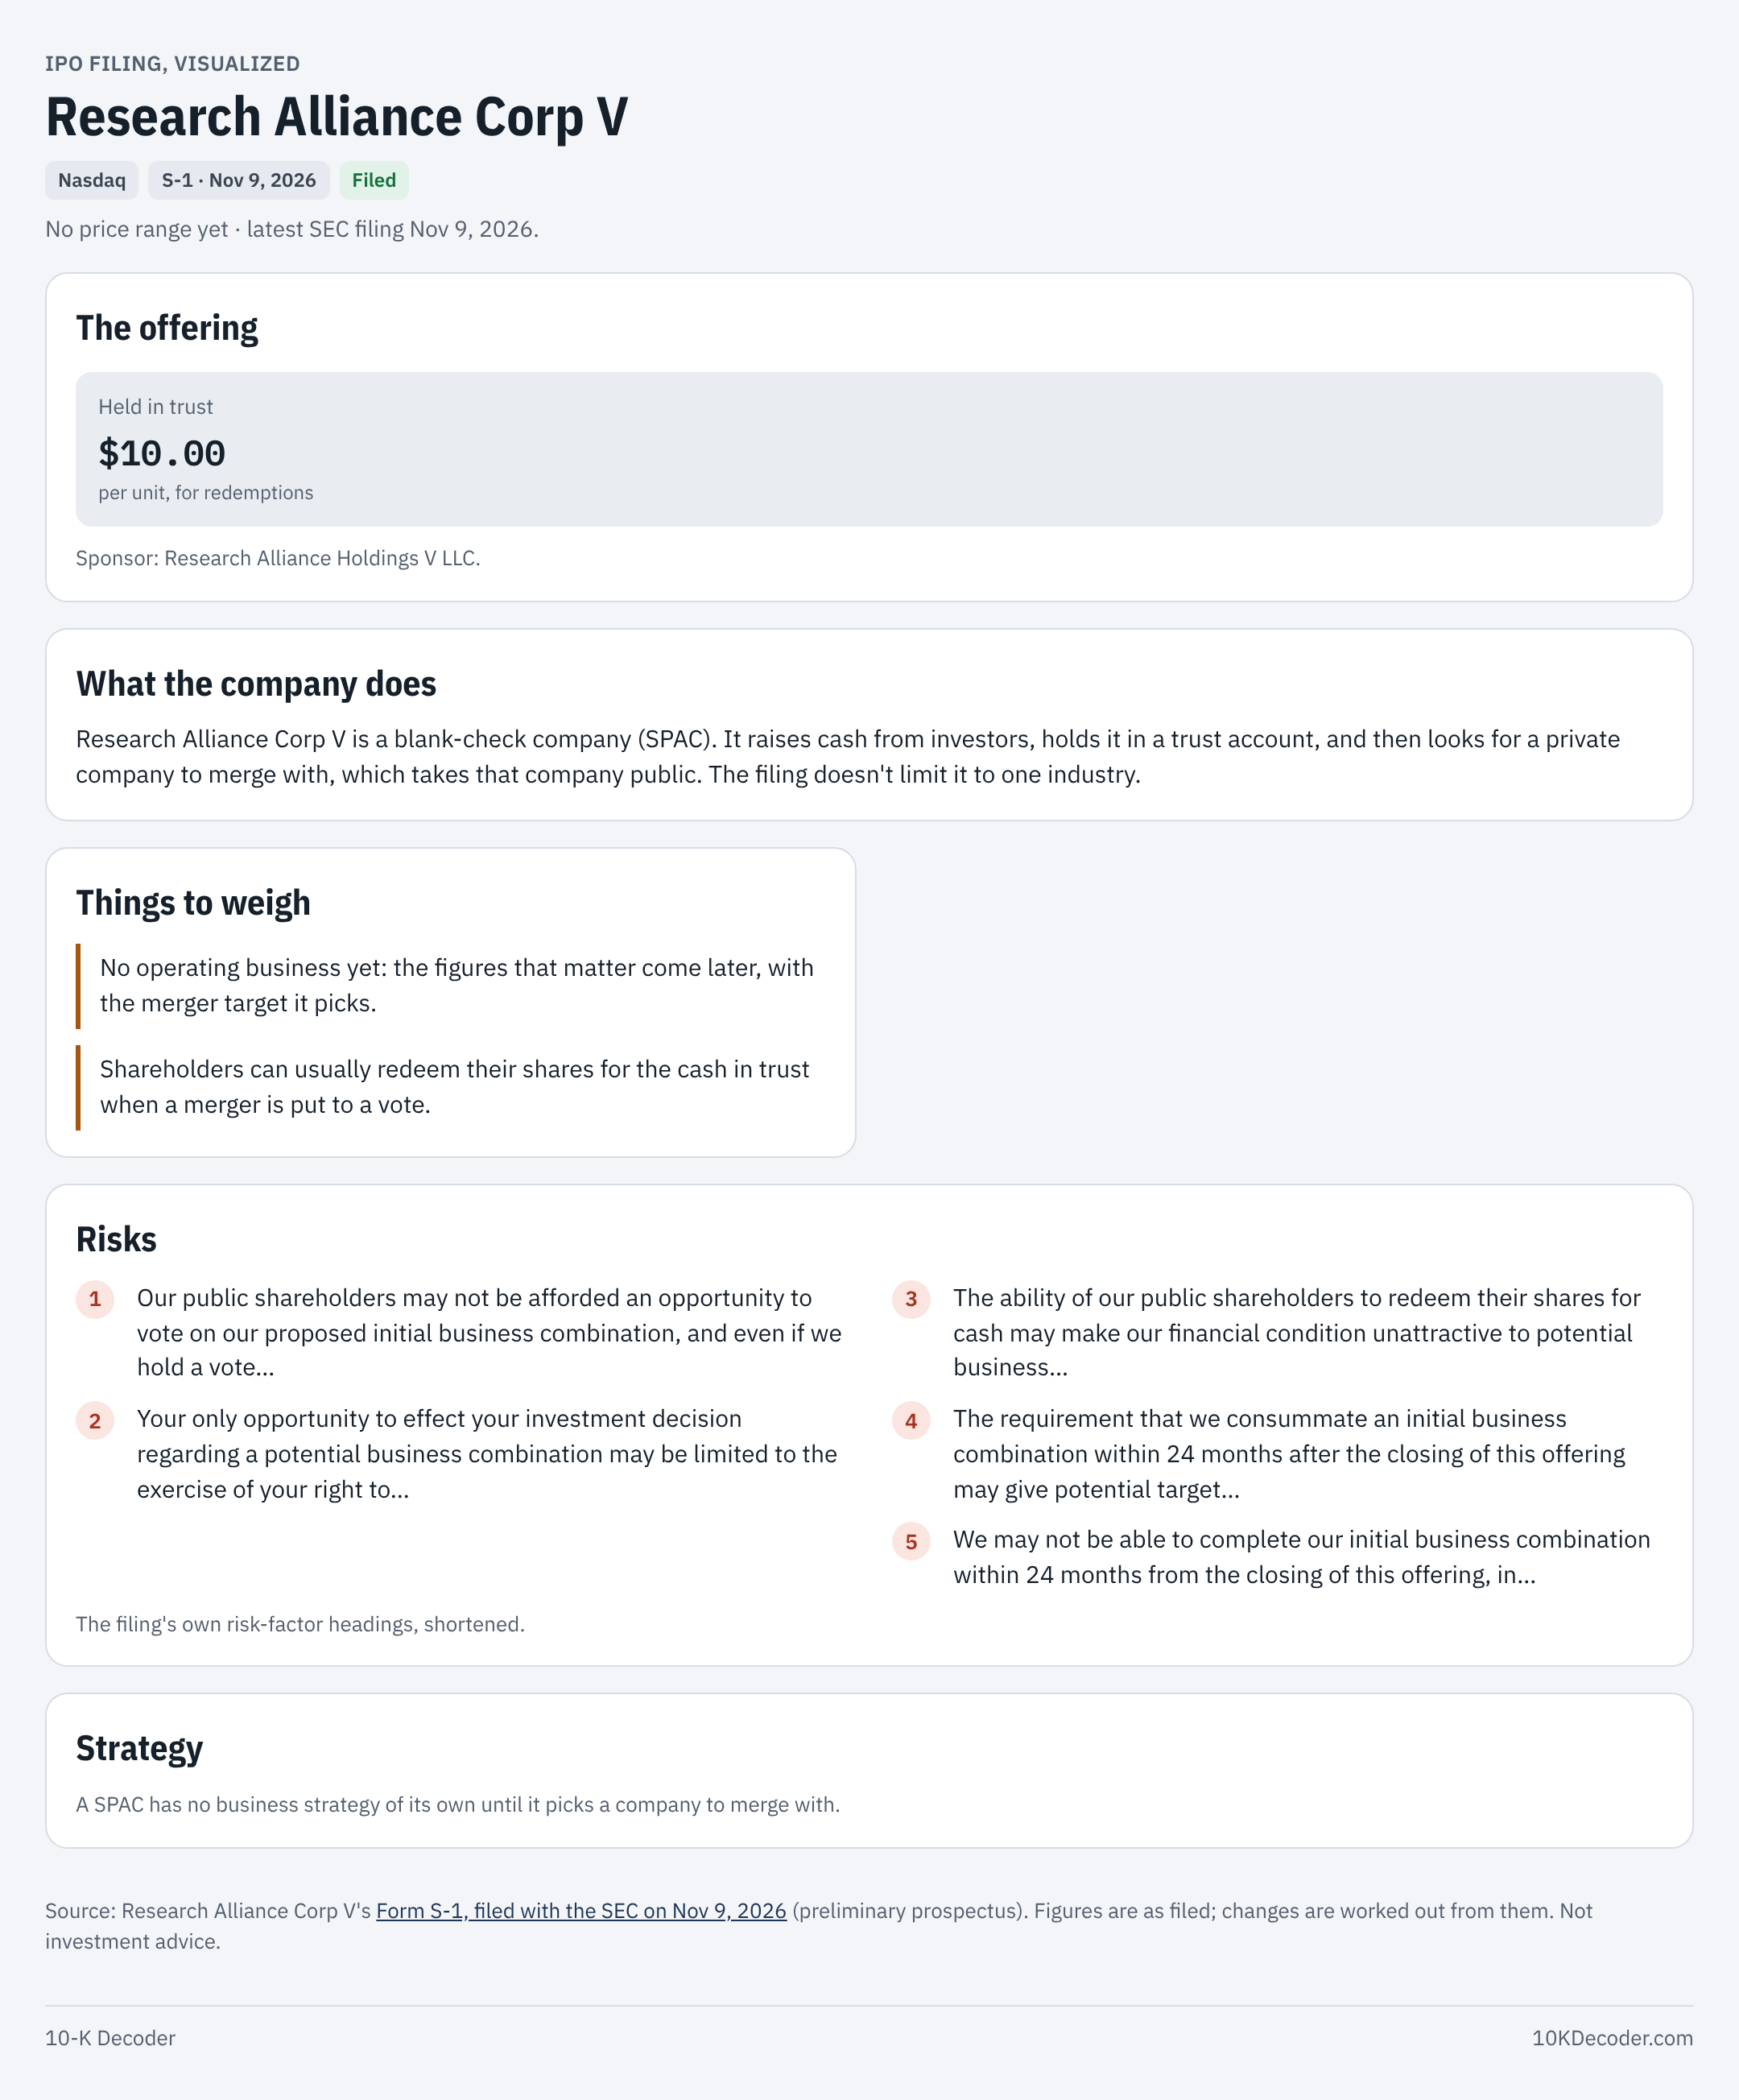 IPO FILING, VISUALIZED
Research Alliance Corp V
Nasdaq
S-1 · Nov 9, 2026
Filed
No price range yet · latest SEC filing Nov 9, 2026.
The offering
Held in trust
$10.00
per unit, for redemptions
Sponsor: Research Alliance Holdings V LLC.
What the company does
Research Alliance Corp V is a blank-check company (SPAC). It raises cash from investors, holds it in a trust account, and then looks for a private
company to merge with, which takes that company public. The filing doesn't limit it to one industry.
Things to weigh
No operating business yet: the figures that matter come later, with
the merger target it picks.
Shareholders can usually redeem their shares for the cash in trust
when a merger is put to a vote.
Risks
1 Our public shareholders may not be afforded an opportunity to
vote on our proposed initial business combination, and even if we
hold a vote...
2 Your only opportunity to effect your investment decision
regarding a potential business combination may be limited to the
exercise of your right to...
3 The ability of our public shareholders to redeem their shares for
cash may make our financial condition unattractive to potential
business...
4 The requirement that we consummate an initial business
combination within 24 months after the closing of this offering
may give potential target...
5 We may not be able to complete our initial business combination
within 24 months from the closing of this offering, in...
The filing's own risk-factor headings, shortened.
Strategy
A SPAC has no business strategy of its own until it picks a company to merge with.
Source: Research Alliance Corp V's Form S-1, filed with the SEC on Nov 9, 2026 (preliminary prospectus). Figures are as filed; changes are worked out from them. Not
investment advice.
10-K Decoder
10KDecoder.com